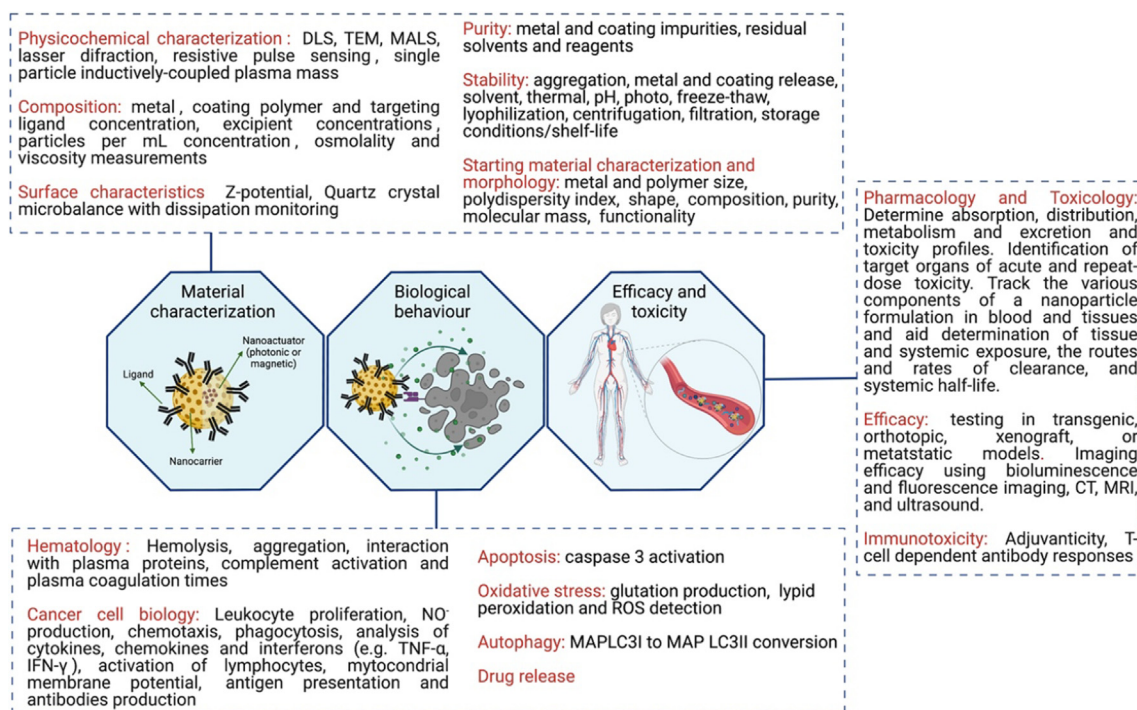 Physicochemical characterization : DLS, TEM, MALS,
lasser difraction, resistive pulse sensing, single
particle inductively-coupled plasma mass
Composition: metal, coating polymer and targeting
ligand concentration, excipient concentrations,
particles per mL concentration, osmolality and
viscosity measurements
Surface characteristics Z-potential, Quartz crystal
microbalance with dissipation monitoring
Purity: metal and coating impurities, residual
solvents and reagents
Stability: aggregation, metal and coating release,
solvent, thermal, pH, photo, freeze-thaw,
lyophilization, centrifugation, filtration, storage
conditions/shelf-life
Starting material characterization and
morphology: metal and polymer size,
polydispersity index, shape, composition, purity,
molecular mass, functionality
Material
characterization
Nanoactuator
(photonic or
magnetic)
Ligand
Nanocarrier
Biological
behaviour
Efficacy and
toxicity
Pharmacology and Toxicology:
Determine absorption, distribution,
metabolism and excretion and
toxicity profiles. Identification of
target organs of acute and repeat-
dose toxicity. Track the various
components of a nanoparticle
formulation in blood and tissues
and aid determination of tissue
and systemic exposure, the routes
and rates of clearance, and
systemic half-life.
Efficacy: testing in transgenic,
orthotopic, xenograft, or
metatstatic models. Imaging
efficacy using bioluminescence
and fluorescence imaging, CT, MRI,
and ultrasound.
Immunotoxicity: Adjuvanticity, T-
cell dependent antibody responses
Hematology : Hemolysis, aggregation, interaction
with plasma proteins, complement activation and
plasma coagulation times
Cancer cell biology: Leukocyte proliferation, NO-
production, chemotaxis, phagocytosis, analysis of
cytokines, chemokines and interferons (e.g. TNF-α,
IFN-γ), activation of lymphocytes, mytocondrial
membrane potential, antigen presentation and
antibodies production
Apoptosis: caspase 3 activation
Oxidative stress: glutation production, lypid
peroxidation and ROS detection
Autophagy: MAPLC3I to MAP LC3II conversion
Drug release